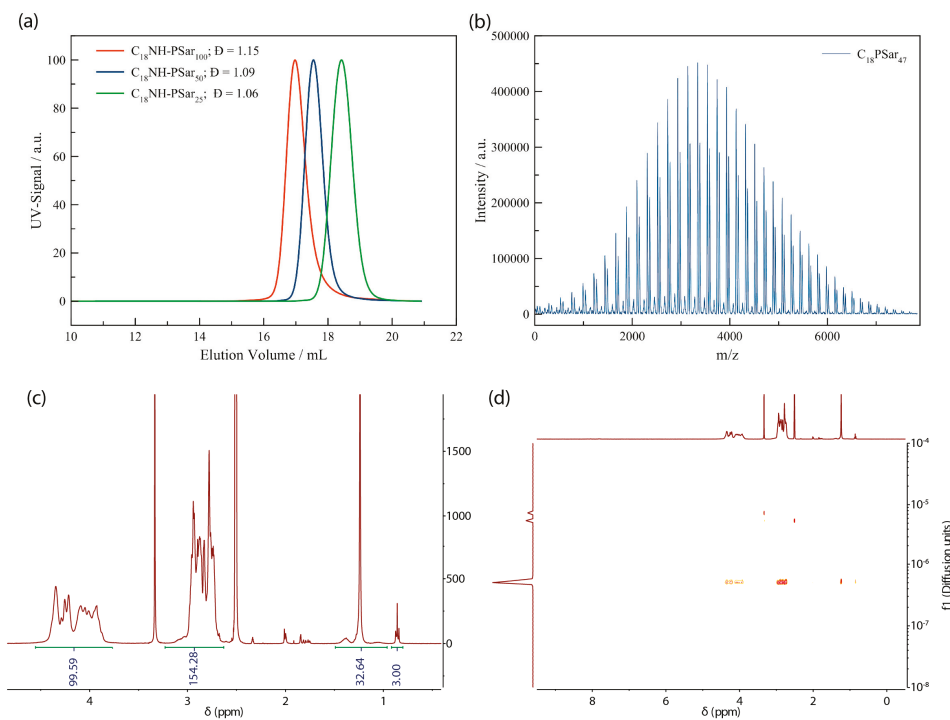 (a)
C18NH-PSar100; Đ = 1.15
C18NH-PSar50; Đ = 1.09
C18NH-PSar25; Đ = 1.06
100
80
60
40
20
0
UV-Signal / a.u.
10 12 14 16 18 20 22
Elution Volume / mL
(b)
C18PSar47
500000
400000
300000
200000
100000
0
Intensity / a.u.
0 2000 4000 6000
m/z
(c)
1500
1000
500
0
99.59 154.28 32.64 3.00
4 3 2 1
δ (ppm)
(d)
10-4
10-5
10-6
10-7
10-8
f1 (Diffusion units)
8 6 4 2 0
δ (ppm)